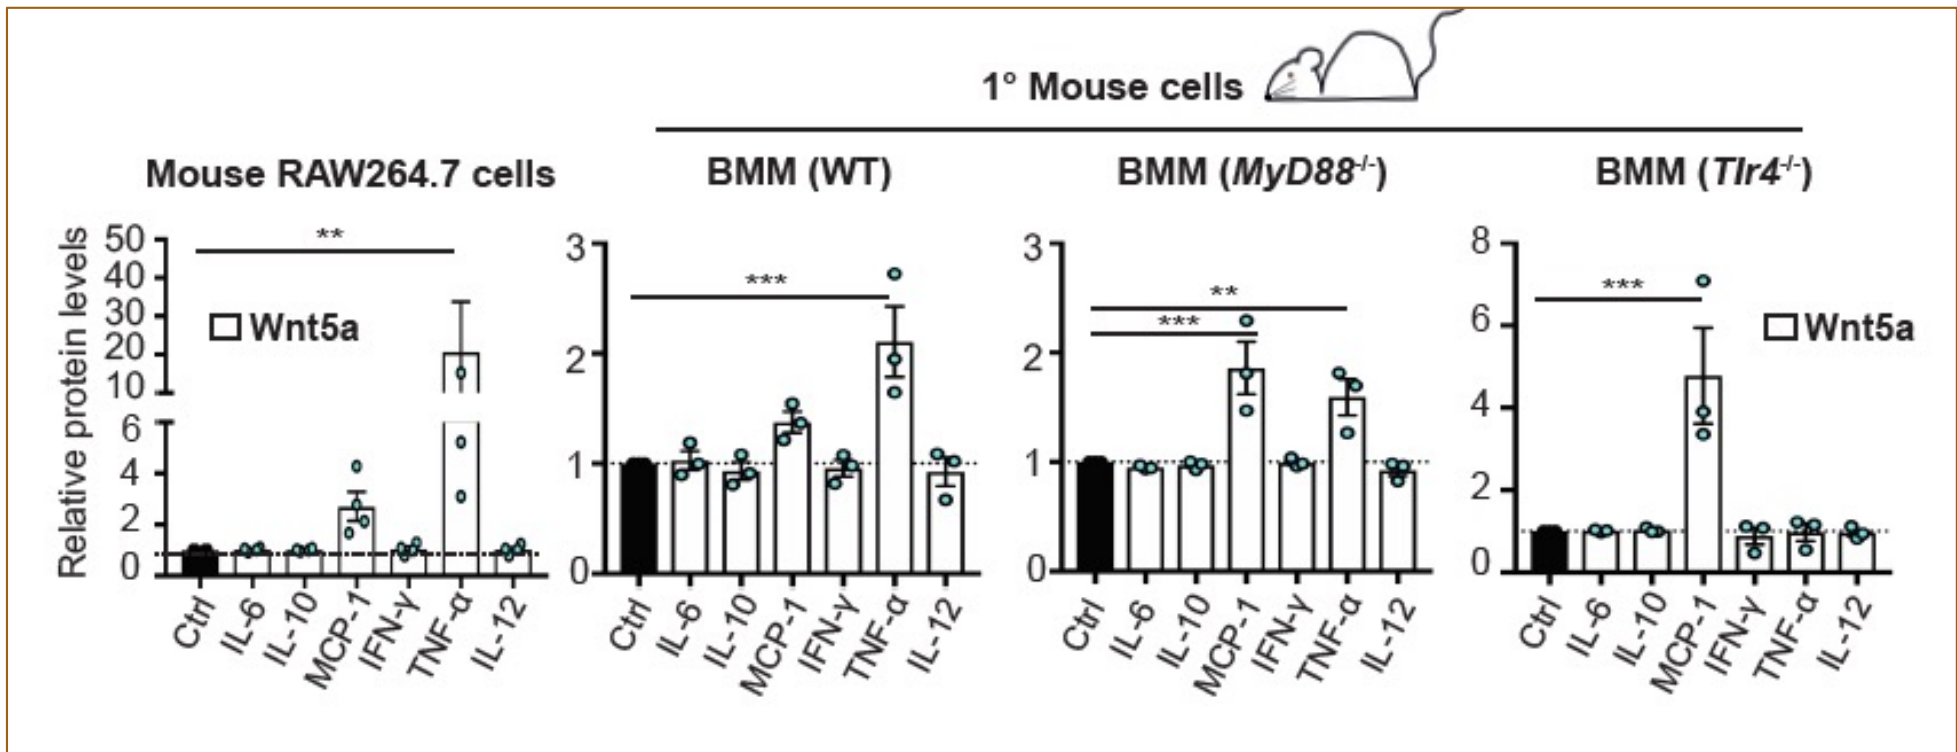 1° Mouse cells
Mouse RAW264.7 cells
BMM (WT)
BMM (MyD88-/-)
BMM (Tlr4-/-)
Relative protein levels
50
40
30
20
10
6
4
2
0
**
Wnt5a
Ctrl
IL-6
IL-10
MCP-1
IFN-γ
TNF-α
IL-12
3
2
1
0
***
Ctrl
IL-6
IL-10
MCP-1
IFN-γ
TNF-α
IL-12
3
2
1
0
**
***
Ctrl
IL-6
IL-10
MCP-1
IFN-γ
TNF-α
IL-12
8
6
4
2
0
***
Wnt5a
Ctrl
IL-6
IL-10
MCP-1
IFN-γ
TNF-α
IL-12